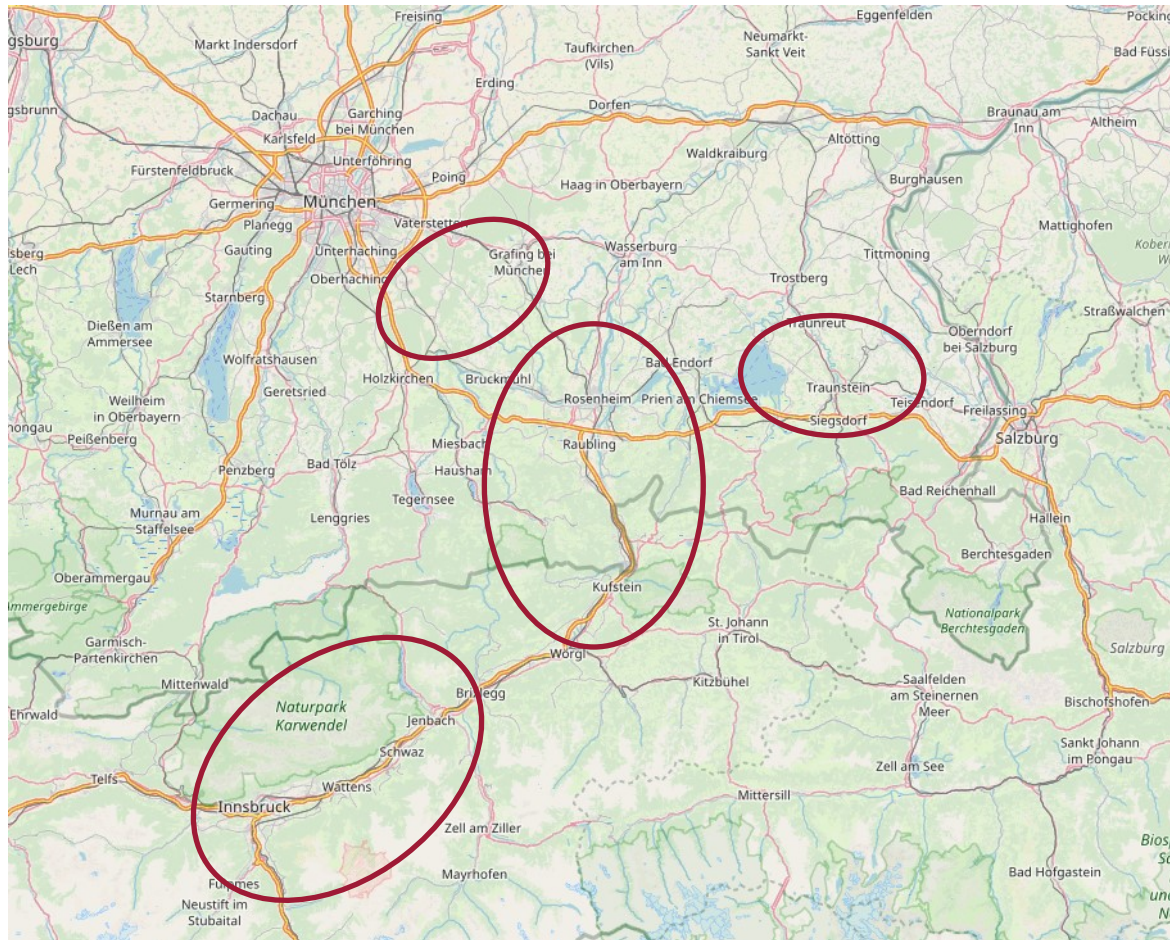 Freising
Eggenfelden
Pocking
gsburg
Markt Indersdorf
Taufkirchen
(Vils)
Neumarkt-
Sankt Veit
Bad Füssi
Erding
gsbrunn
Dachau
Garching
bei München
Dorfen
Braunau am
Inn
Altheim
Karlsfeld
Altötting
Unterföhring
Waldkraiburg
Fürstenfeldbruck
Poing
Haag in Oberbayern
Burghausen
Germering
München
Planegg
Vaterstetten
Mattighofen
sberg
Lech
Gauting
Unterhaching
Grafing bei
München
Wasserburg
am Inn
Tittmoning
Kober
W
Oberhaching
Trostberg
Starnberg
Straßwalchen
Dießen am
Ammersee
Traunreut
Oberndorf
bei Salzburg
Wolfratshausen
Bad Endorf
Holzkirchen
Bruckmühl
Geretsried
Rosenheim
Prien am Chiemsee
Traunstein
Weilheim
in Oberbayern
Teisendorf
Freilassing
hongau
Peißenberg
Siegsdorf
Salzburg
Miesbach
Raubling
Penzberg
Bad Tölz
Hausham
Tegernsee
Bad Reichenhall
Murnau am
Staffelsee
Lenggries
Hallein
Berchtesgaden
Oberammergau
Kufstein
Ammergebirge
Nationalpark
Berchtesgaden
St. Johann
in Tirol
Garmisch-
Partenkirchen
Salzburg
Wörgl
Mittenwald
Kitzbühel
Saalfelden
am Steinernen
Meer
Brixlegg
Bischofshofen
Ehrwald
Naturpark
Karwendel
Jenbach
Schwaz
Sankt Johann
im Pongau
Telfs
Zell am See
Wattens
Mittersill
Innsbruck
Zell am Ziller
Bios
Sa
un
N
Mayrhofen
Bad Hofgastein
Fulpmes
Neustift im
Stubaital